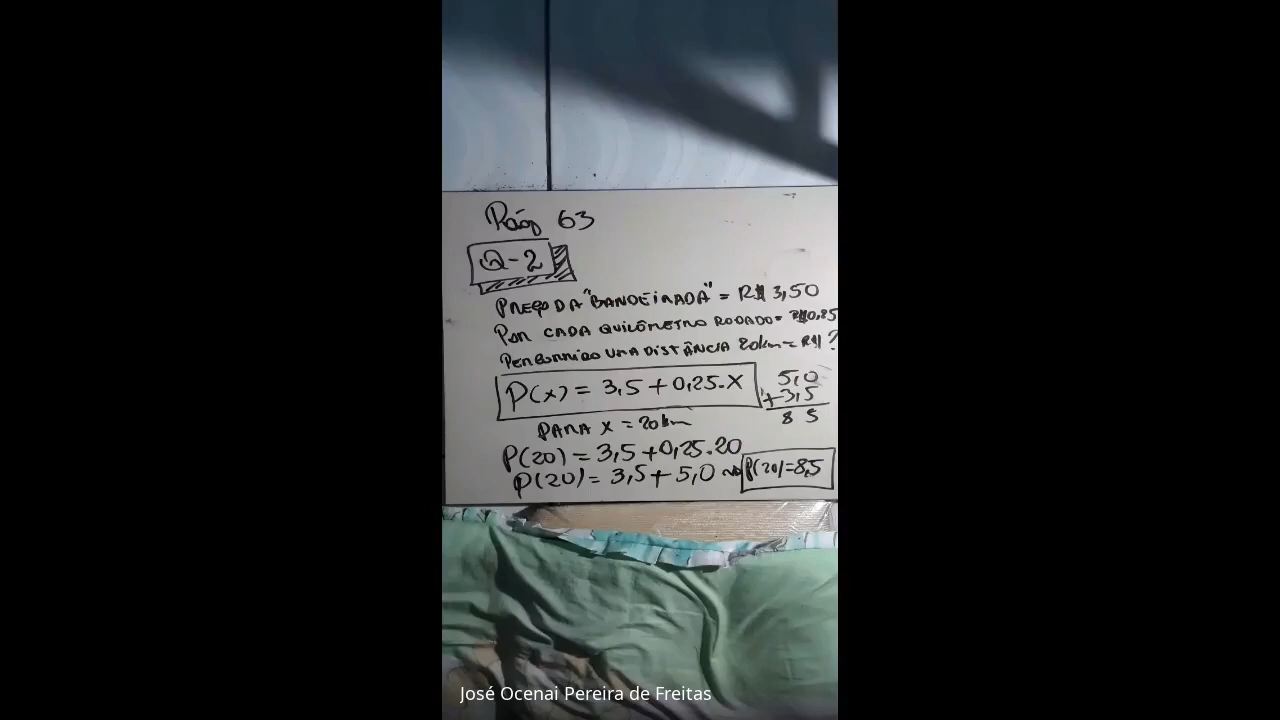 Pág 63
Q-2
PREÇO DA "BANDEIRADA" = R$ 3,50
POR CADA QUILÔMETRO RODADO = R$0,25
PERCORRIDO UMA DISTÂNCIA 20km = R$ ?
P(x) = 3,5 + 0,25.X
5,0
+3,5
8 5
PARA X = 20km
P(20) = 3,5 + 0,25.20
P(20) = 3,5 + 5,0 P(20)=8,5
José Ocenai Pereira de Freitas